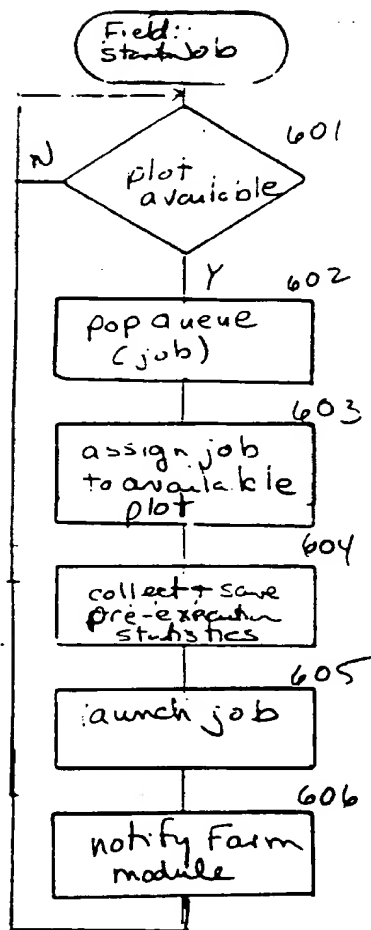 Field::
startnjob
601
N
plot
available
Y
602
pop queue
(job)
603
assign job
to available
plot
604
collect + save
pre-execution
statistics
605
launch job
606
notify Farm
module